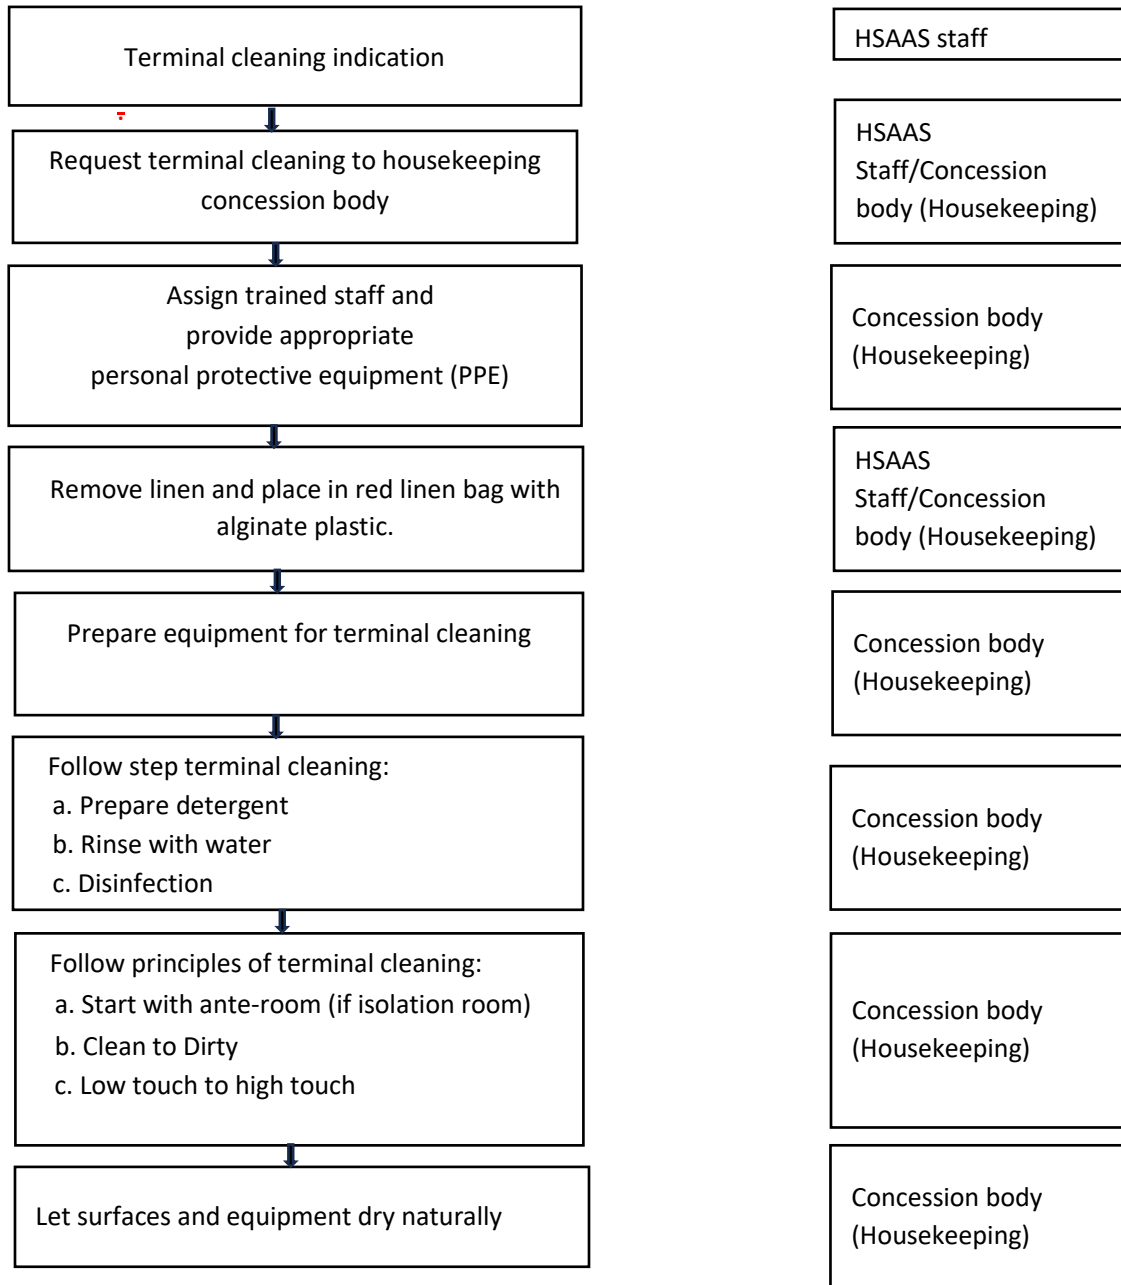 Terminal cleaning indication
HSAAS staff
Request terminal cleaning to housekeeping
concession body
HSAAS
Staff/Concession
body (Housekeeping)
Assign trained staff and
provide appropriate
personal protective equipment (PPE)
Concession body
(Housekeeping)
Remove linen and place in red linen bag with
alginate plastic.
HSAAS
Staff/Concession
body (Housekeeping)
Prepare equipment for terminal cleaning
Concession body
(Housekeeping)
Follow step terminal cleaning:
a. Prepare detergent
b. Rinse with water
c. Disinfection
Concession body
(Housekeeping)
Follow principles of terminal cleaning:
a. Start with ante-room (if isolation room)
b. Clean to Dirty
c. Low touch to high touch
Concession body
(Housekeeping)
Let surfaces and equipment dry naturally
Concession body
(Housekeeping)